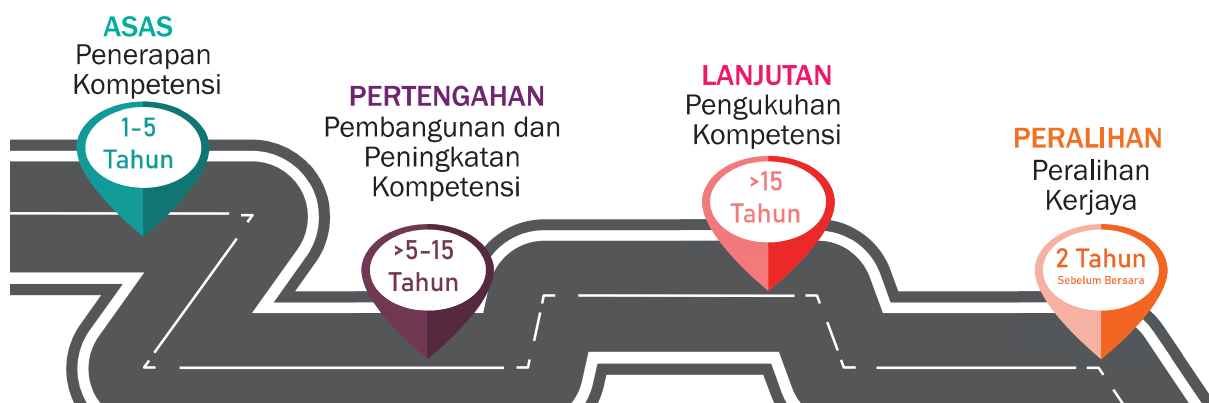 ASAS
Penerapan
Kompetensi
1-5
Tahun
PERTENGAHAN
Pembangunan dan
Peningkatan
Kompetensi
>5-15
Tahun
LANJUTAN
Pengukuhan
Kompetensi
>15
Tahun
PERALIHAN
Peralihan
Kerjaya
2 Tahun
Sebelum Bersara